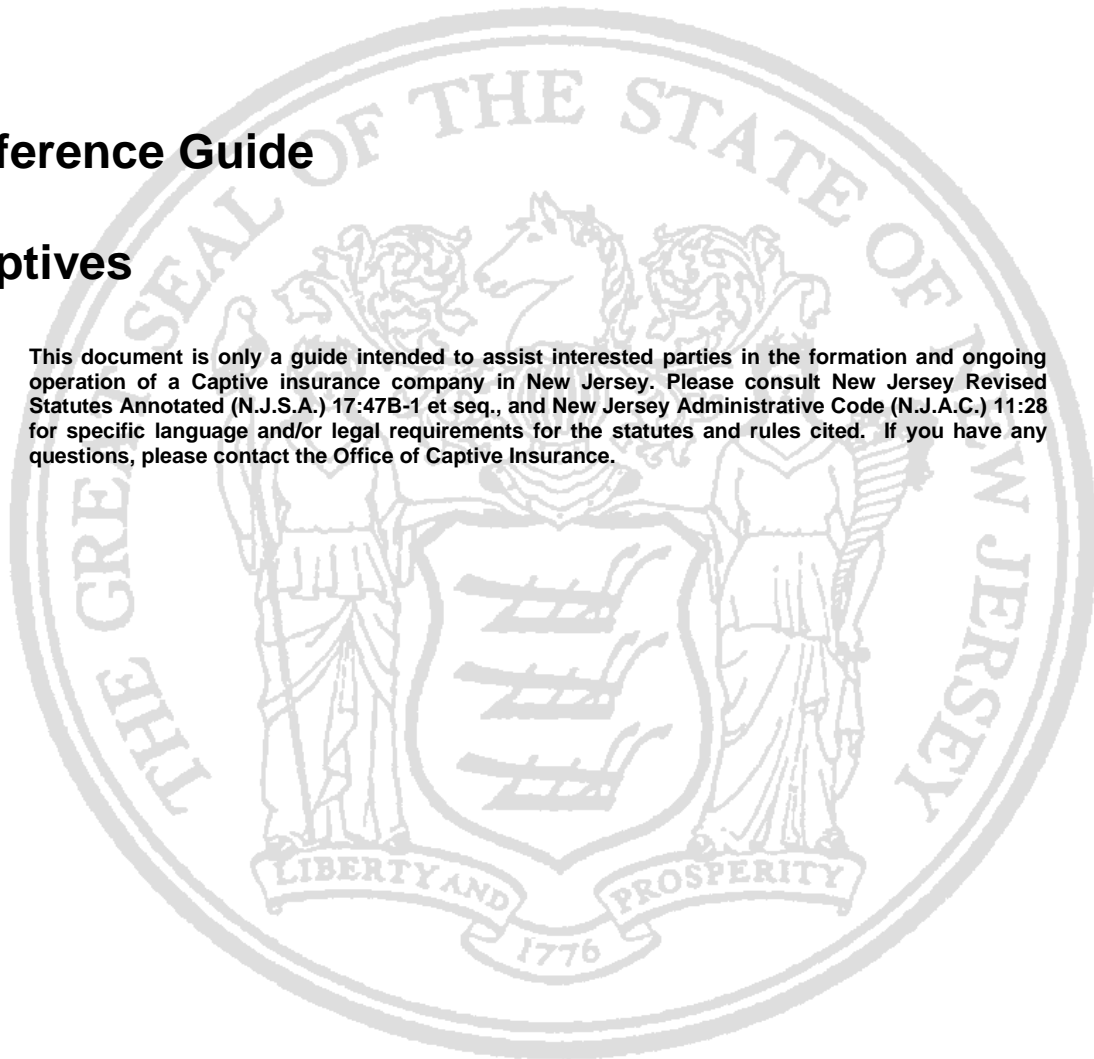 ference Guide
ptives
This document is only a guide intended to assist interested parties in the formation and ongoing
operation of a Captive insurance company in New Jersey. Please consult New Jersey Revised
Statutes Annotated (N.J.S.A.) 17:47B-1 et seq., and New Jersey Administrative Code (N.J.A.C.) 11:28
for specific language and/or legal requirements for the statutes and rules cited. If you have any
questions, please contact the Office of Captive Insurance.
THE GREAT SEAL OF THE STATE OF NEW JERSEY
LIBERTY AND PROSPERITY
1776